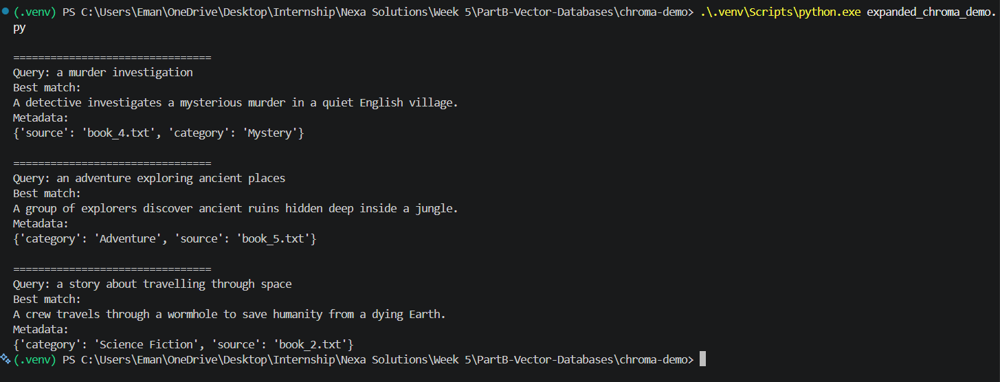 (.venv) PS C:\Users\Eman\OneDrive\Desktop\Internship\Nexa Solutions\Week 5\PartB-Vector-Databases\chroma-demo> .\.venv\Scripts\python.exe expanded_chroma_demo.
py
================================
Query: a murder investigation
Best match:
A detective investigates a mysterious murder in a quiet English village.
Metadata:
{'source': 'book_4.txt', 'category': 'Mystery'}
================================
Query: an adventure exploring ancient places
Best match:
A group of explorers discover ancient ruins hidden deep inside a jungle.
Metadata:
{'category': 'Adventure', 'source': 'book_5.txt'}
================================
Query: a story about travelling through space
Best match:
A crew travels through a wormhole to save humanity from a dying Earth.
Metadata:
{'category': 'Science Fiction', 'source': 'book_2.txt'}
(.venv) PS C:\Users\Eman\OneDrive\Desktop\Internship\Nexa Solutions\Week 5\PartB-Vector-Databases\chroma-demo>